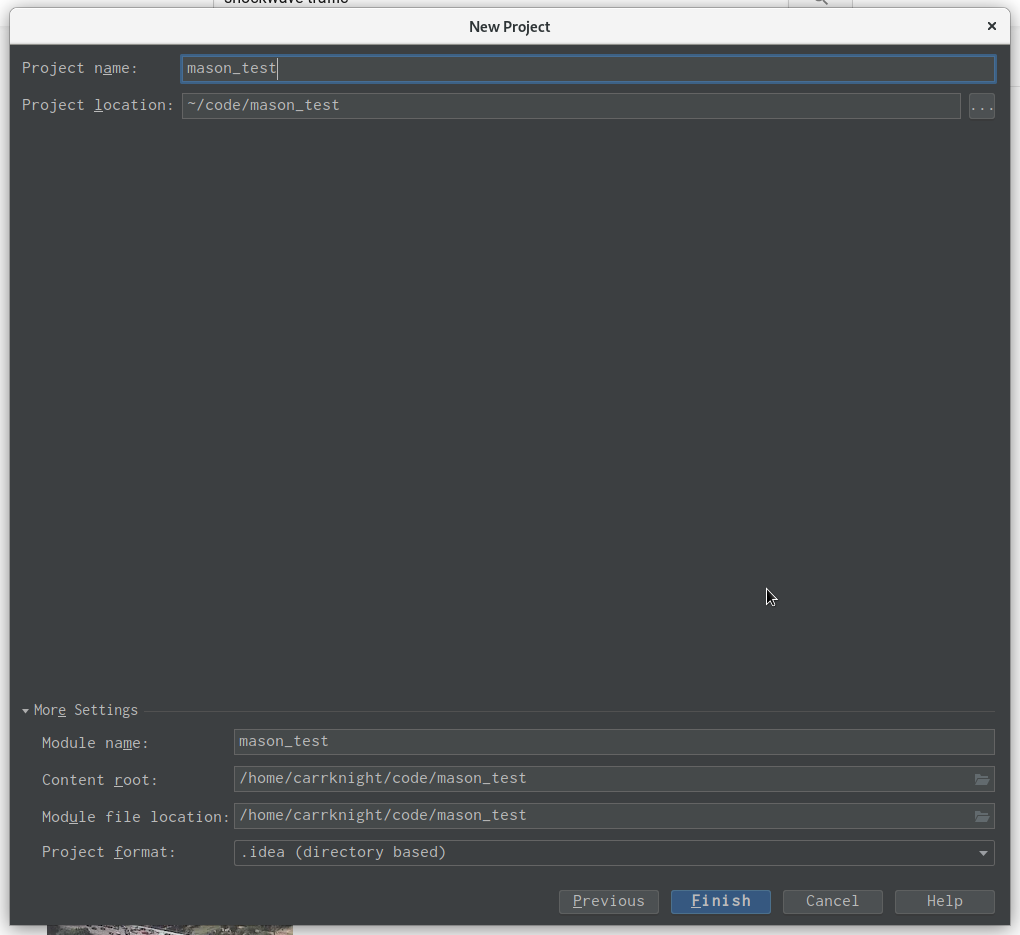 New Project
Project name: mason_test
Project location: ~/code/mason_test ...
More Settings
Module name: mason_test
Content root: /home/carrknight/code/mason_test
Module file location: /home/carrknight/code/mason_test
Project format: .idea (directory based)
Previous Finish Cancel Help